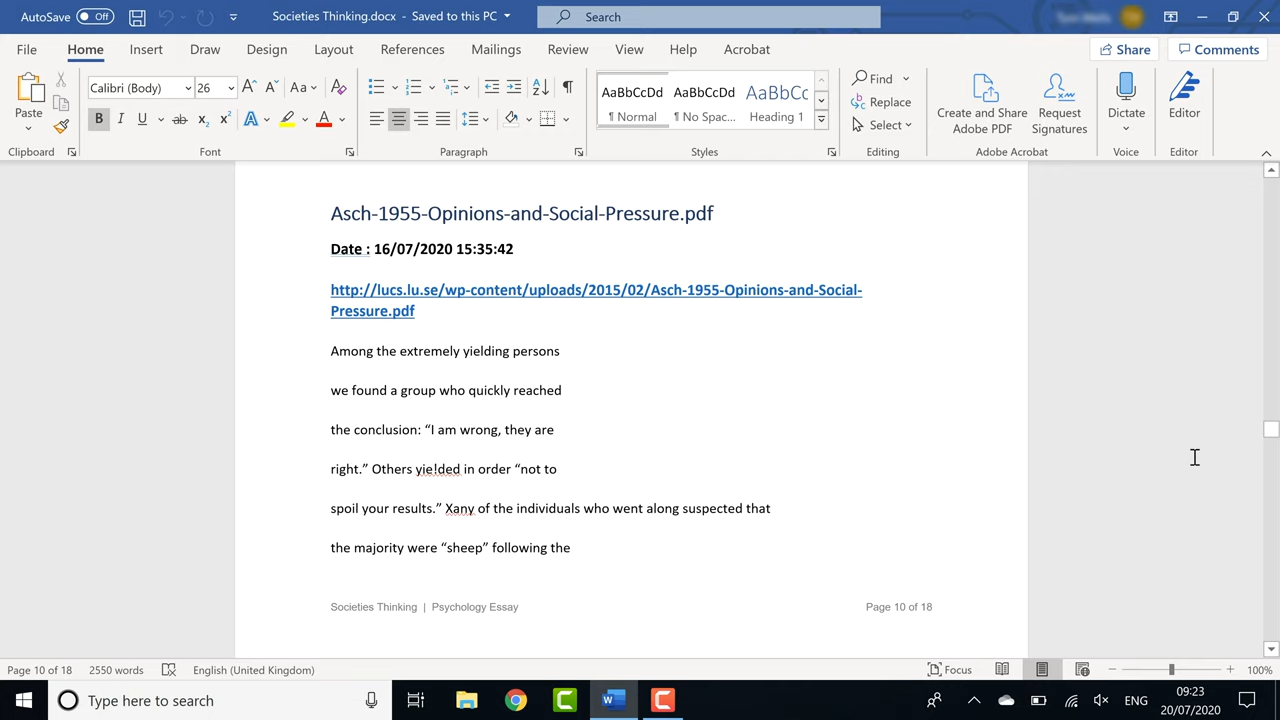 AutoSave Off Societies Thinking.docx - Saved to this PC Search
File Home Insert Draw Design Layout References Mailings Review View Help Acrobat Share Comments
Paste Calibri (Body) 26 Aa AaBbCcDd AaBbCcDd AaBbCc Find Replace Select Create and Share Adobe PDF Request Signatures Dictate Editor
¶ Normal ¶ No Spac... Heading 1
Clipboard Font Paragraph Styles Editing Adobe Acrobat Voice Editor
Asch-1955-Opinions-and-Social-Pressure.pdf
Date : 16/07/2020 15:35:42
http://lucs.lu.se/wp-content/uploads/2015/02/Asch-1955-Opinions-and-Social-
Pressure.pdf
Among the extremely yielding persons
we found a group who quickly reached
the conclusion: “I am wrong, they are
right.” Others yie!ded in order “not to
spoil your results.” Xany of the individuals who went along suspected that
the majority were “sheep” following the
Societies Thinking | Psychology Essay Page 10 of 18
Page 10 of 18 2550 words English (United Kingdom) Focus 100%
Type here to search ENG 09:23
20/07/2020